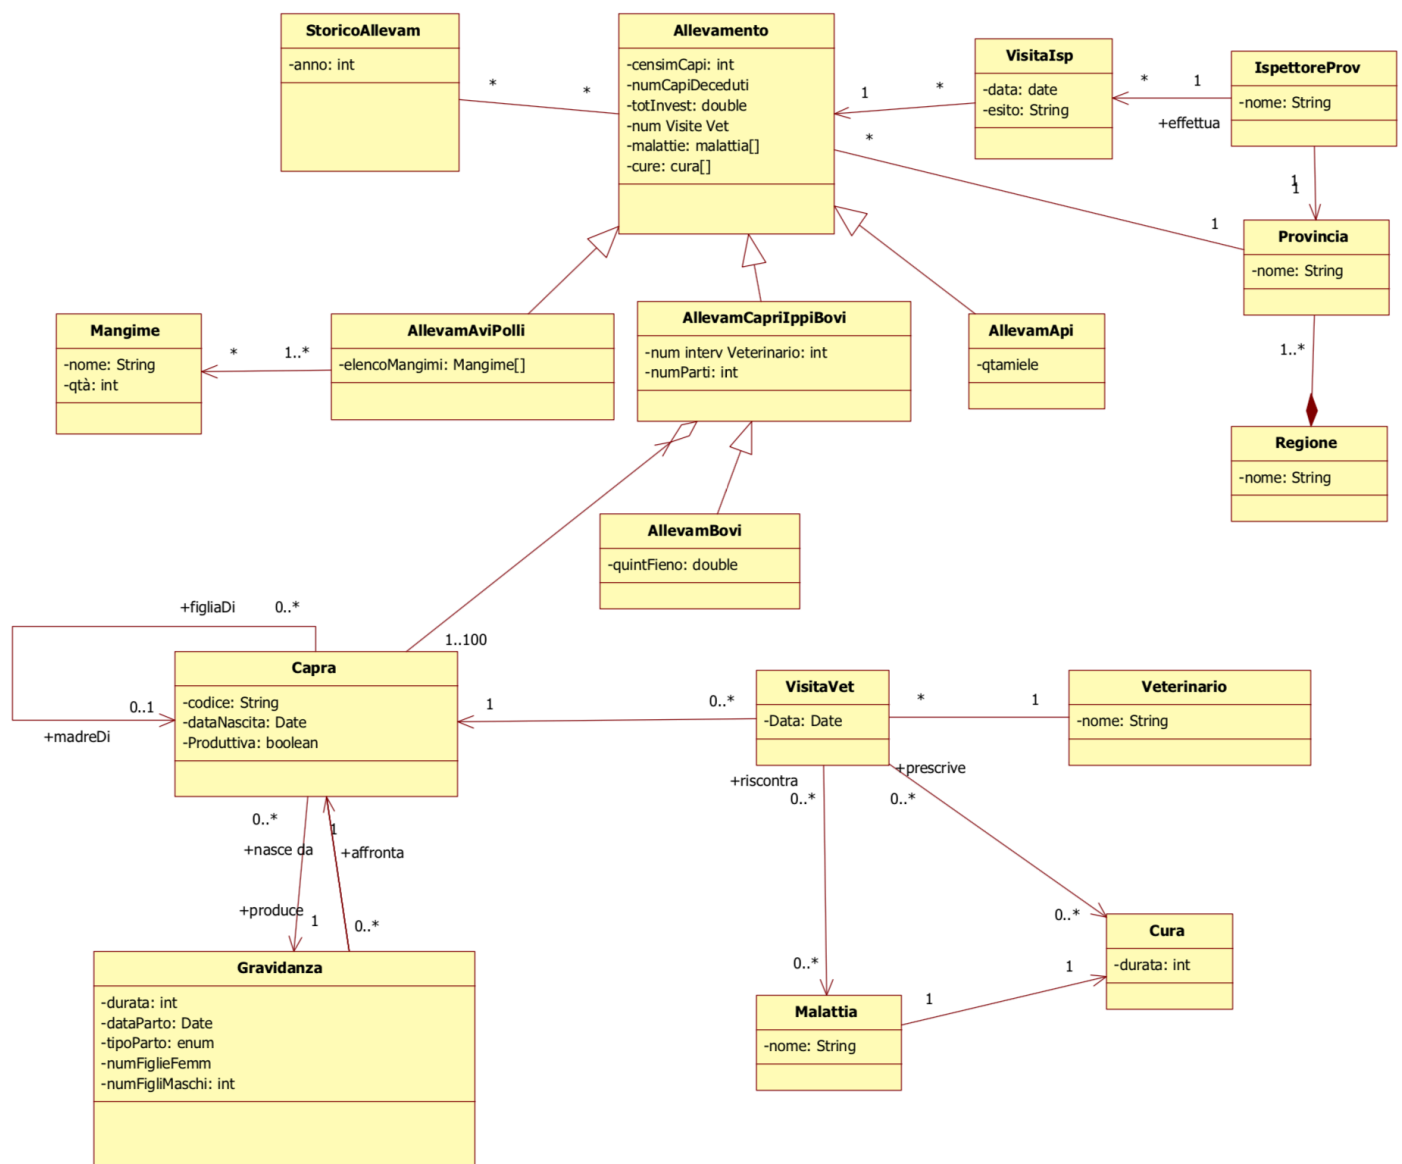 StoricoAllevam
-anno: int
*
*
Allevamento
-censimCapi: int
-numCapiDeceduti
-totInvest: double
-num Visite Vet
-malattie: malattia[]
-cure: cura[]
1
*
VisitaIsp
-data: date
-esito: String
*
1
+effettua
IspettoreProv
-nome: String
1
1
*
1
Provincia
-nome: String
1..*
Regione
-nome: String
Mangime
-nome: String
-qtà: int
*
1..*
AllevamAviPolli
-elencoMangimi: Mangime[]
AllevamCapriIppiBovi
-num interv Veterinario: int
-numParti: int
AllevamApi
-qtamiele
AllevamBovi
-quintFieno: double
+figliaDi
0..*
1..100
0..1
+madreDi
Capra
-codice: String
-dataNascita: Date
-Produttiva: boolean
1
0..*
VisitaVet
-Data: Date
*
1
Veterinario
-nome: String
+riscontra
0..*
+prescrive
0..*
0..*
+nasce da
1
+affronta
+produce
1
0..*
0..*
0..*
Gravidanza
-durata: int
-dataParto: Date
-tipoParto: enum
-numFiglieFemm
-numFigliMaschi: int
Malattia
-nome: String
1
1
Cura
-durata: int